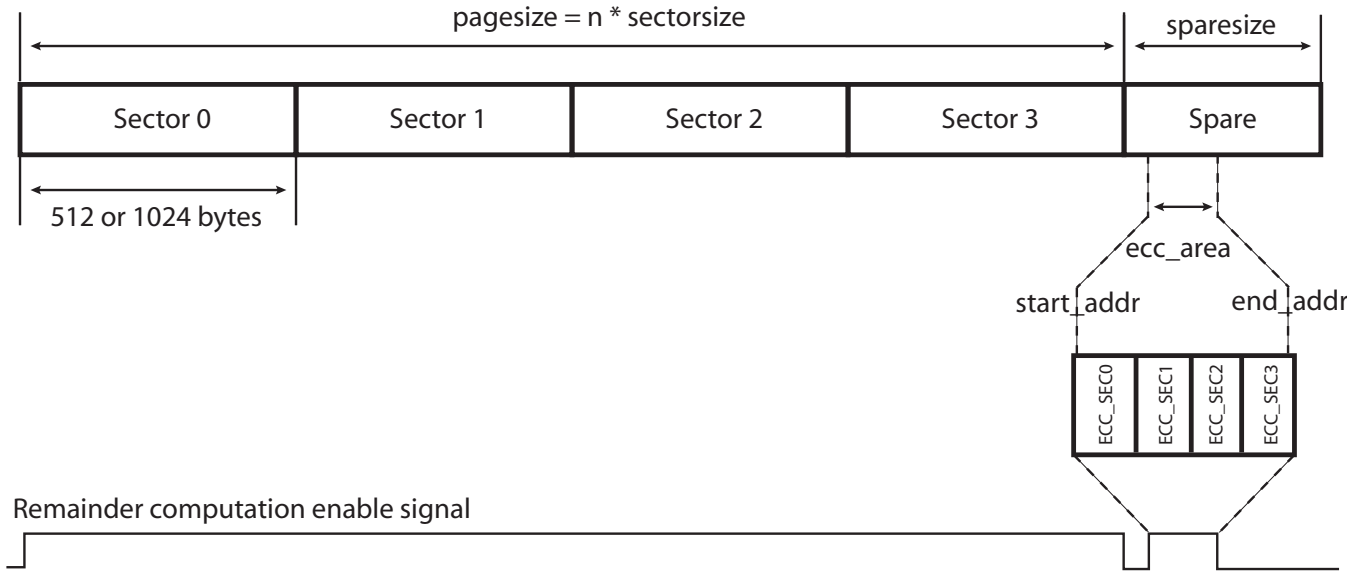 pagesize = n * sectorsize
sparesize
Sector 0
Sector 1
Sector 2
Sector 3
Spare
512 or 1024 bytes
ecc_area
start_addr
end_addr
ECC_SEC0
ECC_SEC1
ECC_SEC2
ECC_SEC3
Remainder computation enable signal